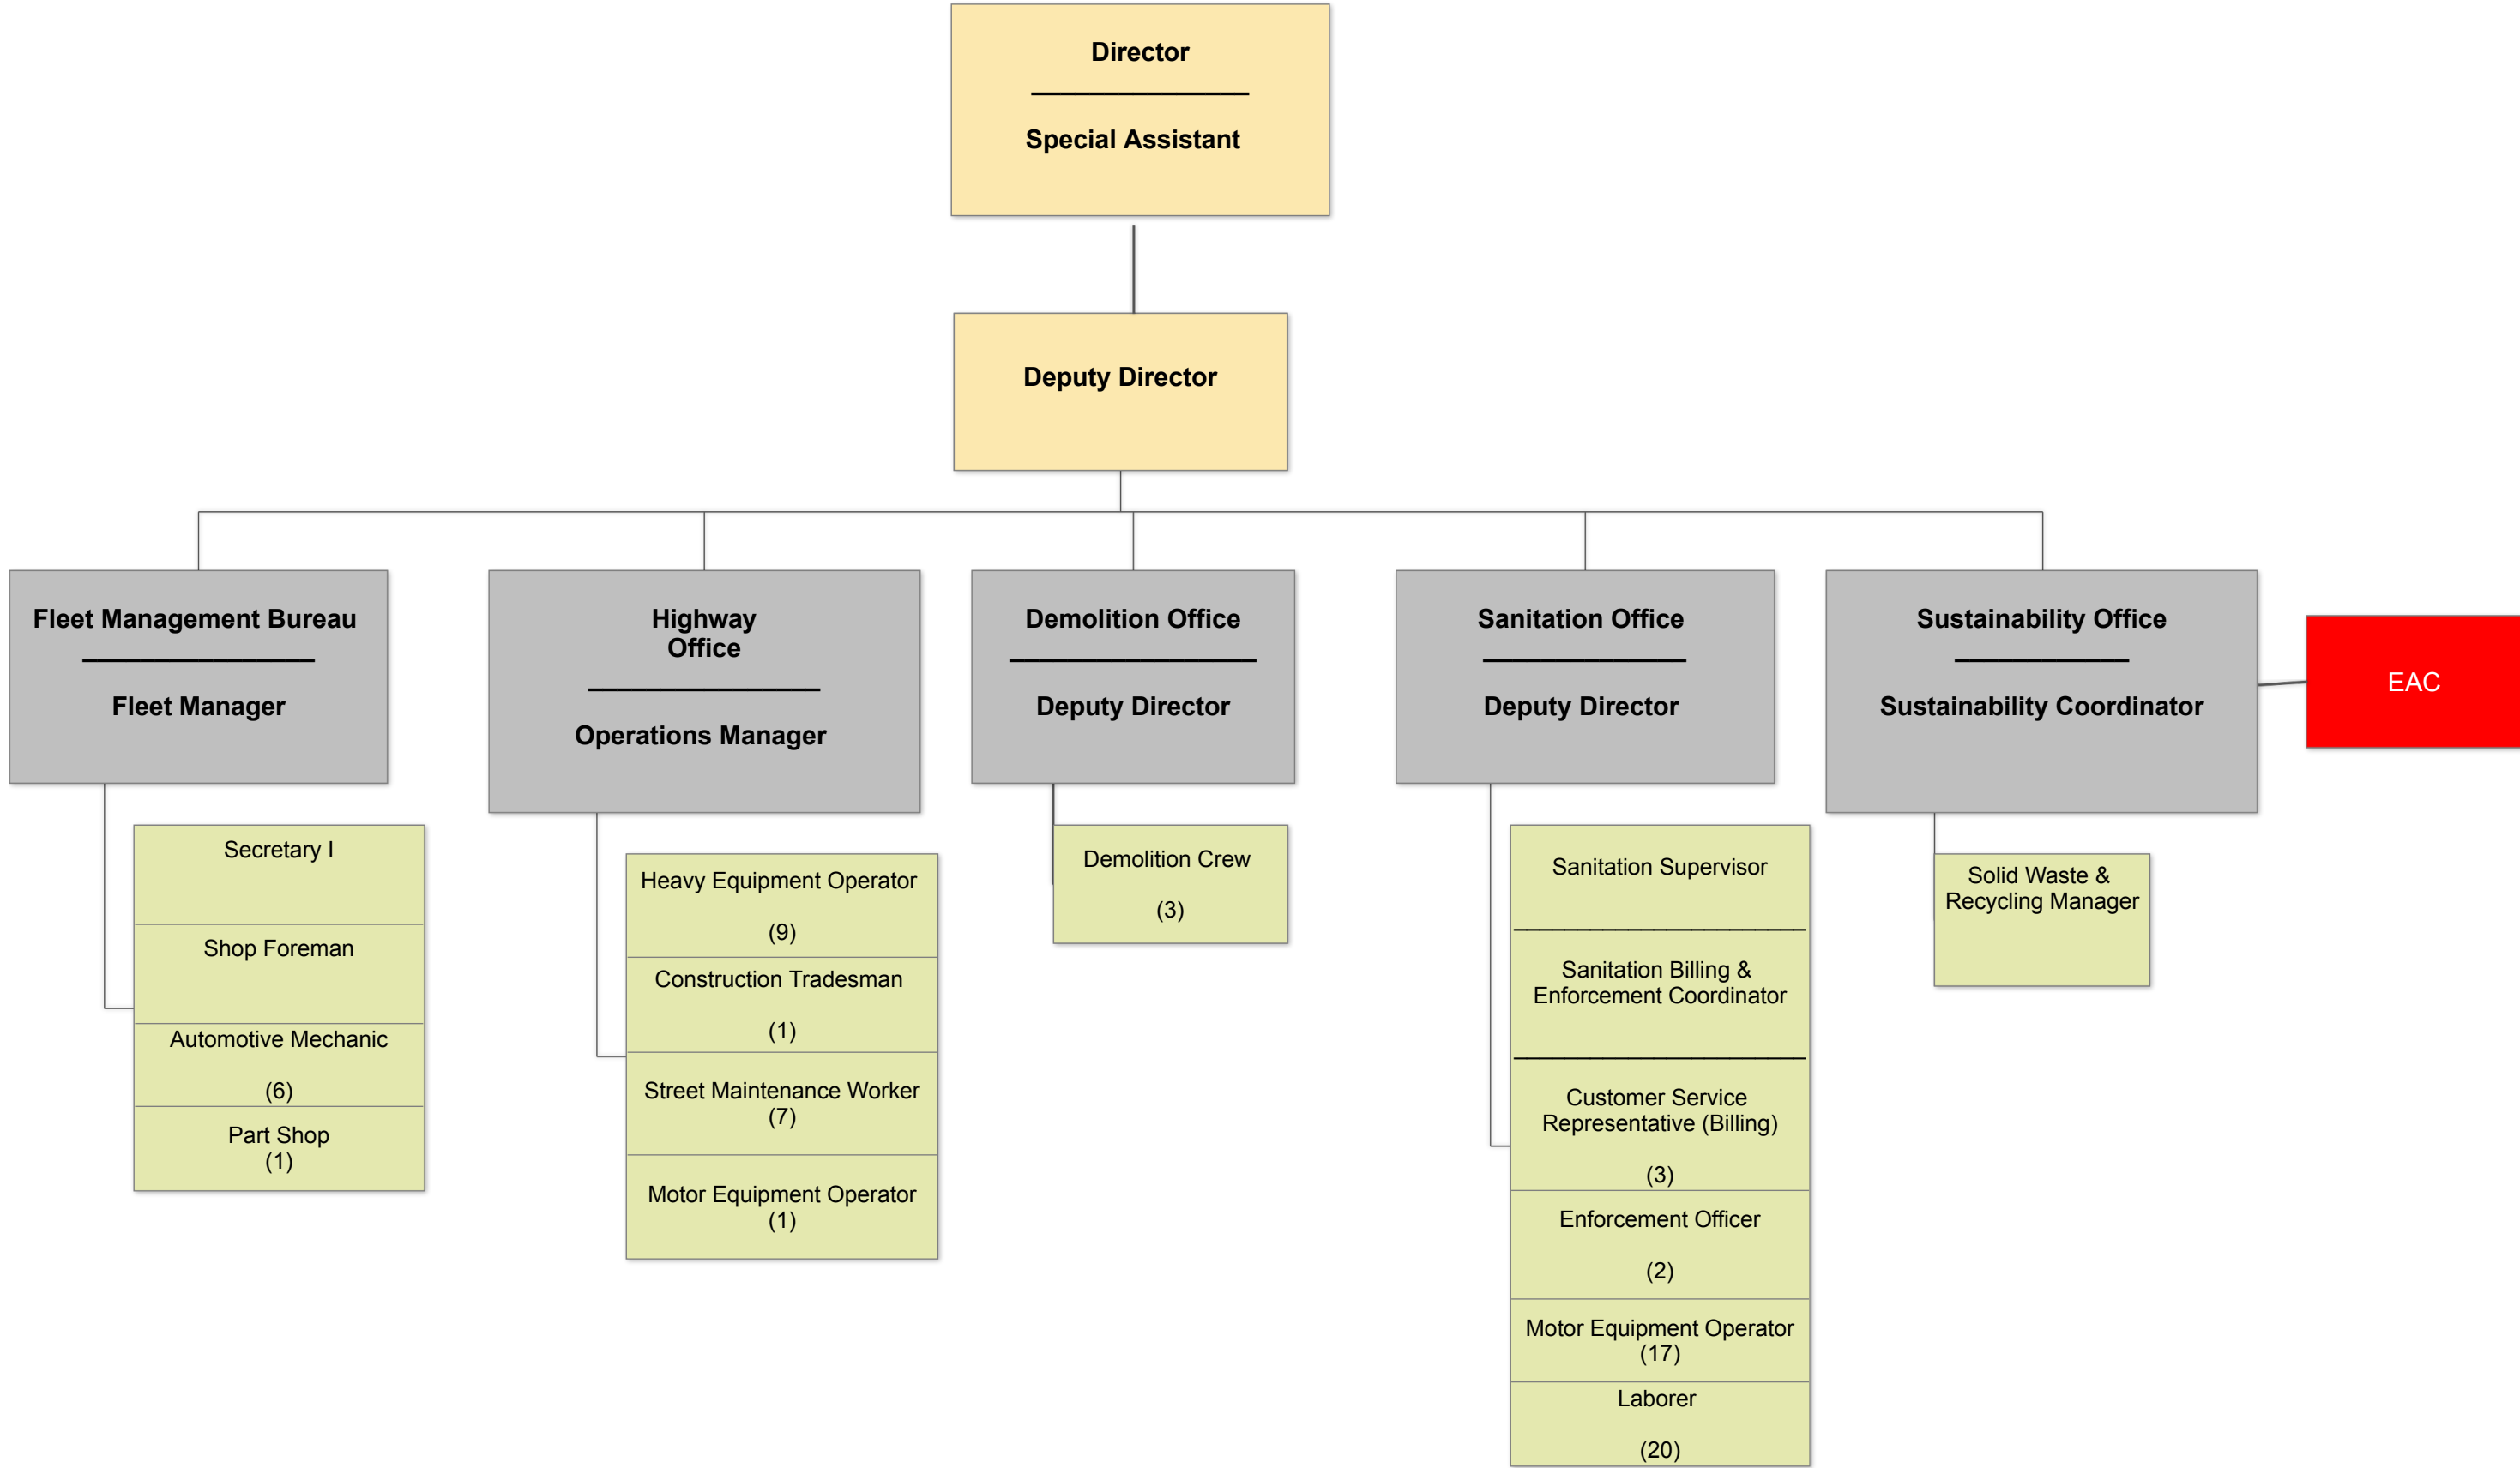 Director
Special Assistant
Deputy Director
Fleet Management Bureau
Fleet Manager
Highway
Office
Operations Manager
Demolition Office
Deputy Director
Sanitation Office
Deputy Director
Sustainability Office
Sustainability Coordinator
EAC
Secretary I
Shop Foreman
Automotive Mechanic
(6)
Part Shop
(1)
Heavy Equipment Operator
(9)
Construction Tradesman
(1)
Street Maintenance Worker
(7)
Motor Equipment Operator
(1)
Demolition Crew
(3)
Sanitation Supervisor
Sanitation Billing &
Enforcement Coordinator
Customer Service
Representative (Billing)
(3)
Enforcement Officer
(2)
Motor Equipment Operator
(17)
Laborer
(20)
Solid Waste &
Recycling Manager